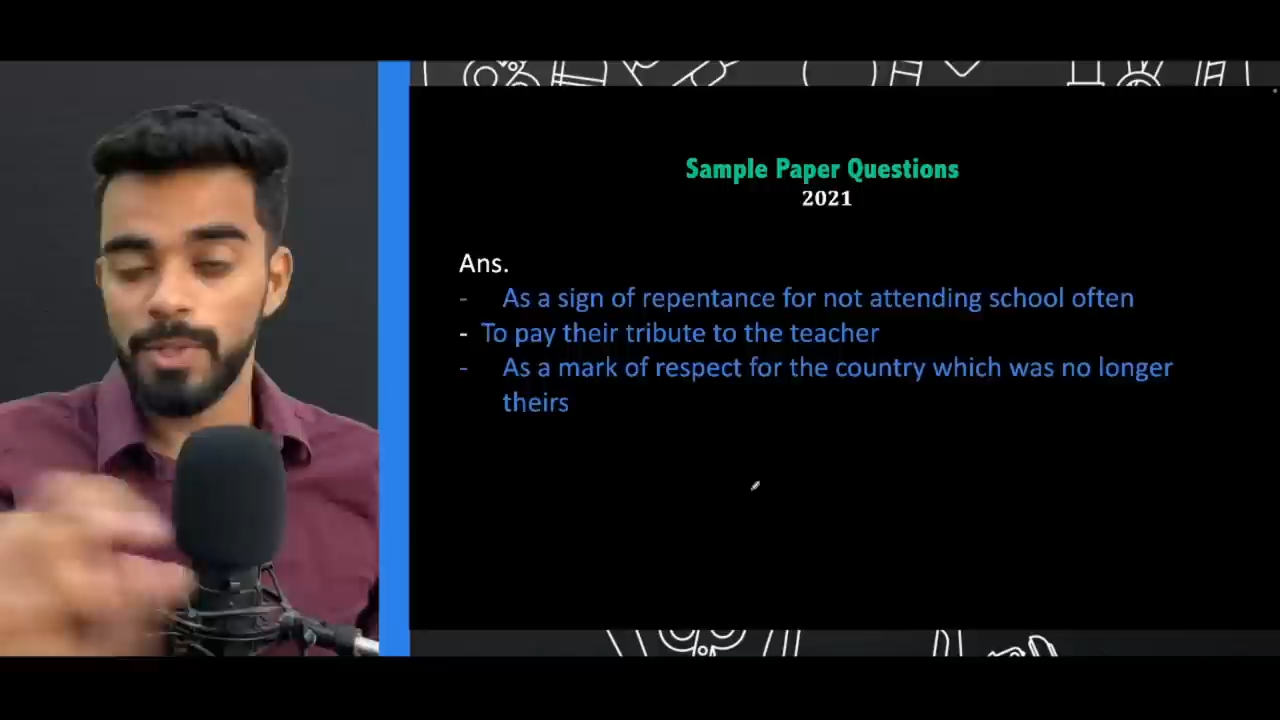 Sample Paper Questions
2021
Ans.
- As a sign of repentance for not attending school often
- To pay their tribute to the teacher
- As a mark of respect for the country which was no longer
theirs